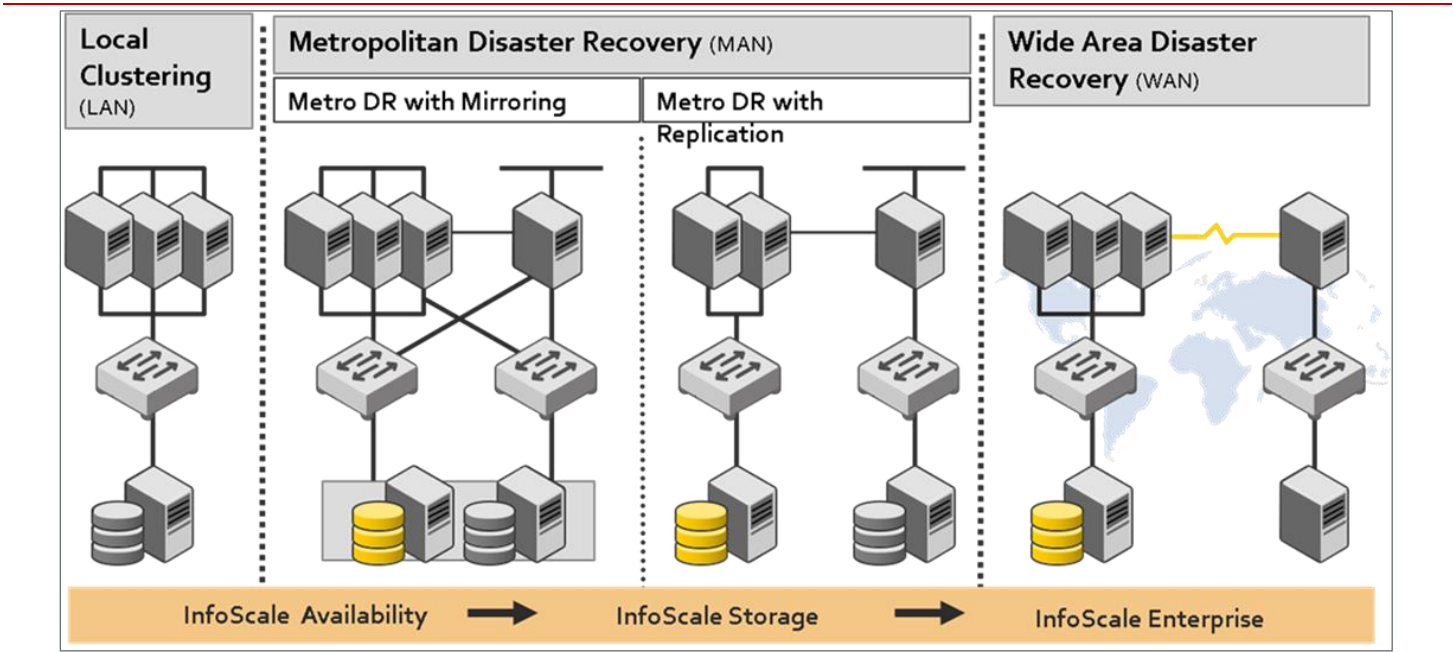 Local
Clustering
(LAN)
Metropolitan Disaster Recovery (MAN)
Metro DR with Mirroring
Metro DR with
Replication
Wide Area Disaster
Recovery (WAN)
InfoScale Availability
InfoScale Storage
InfoScale Enterprise